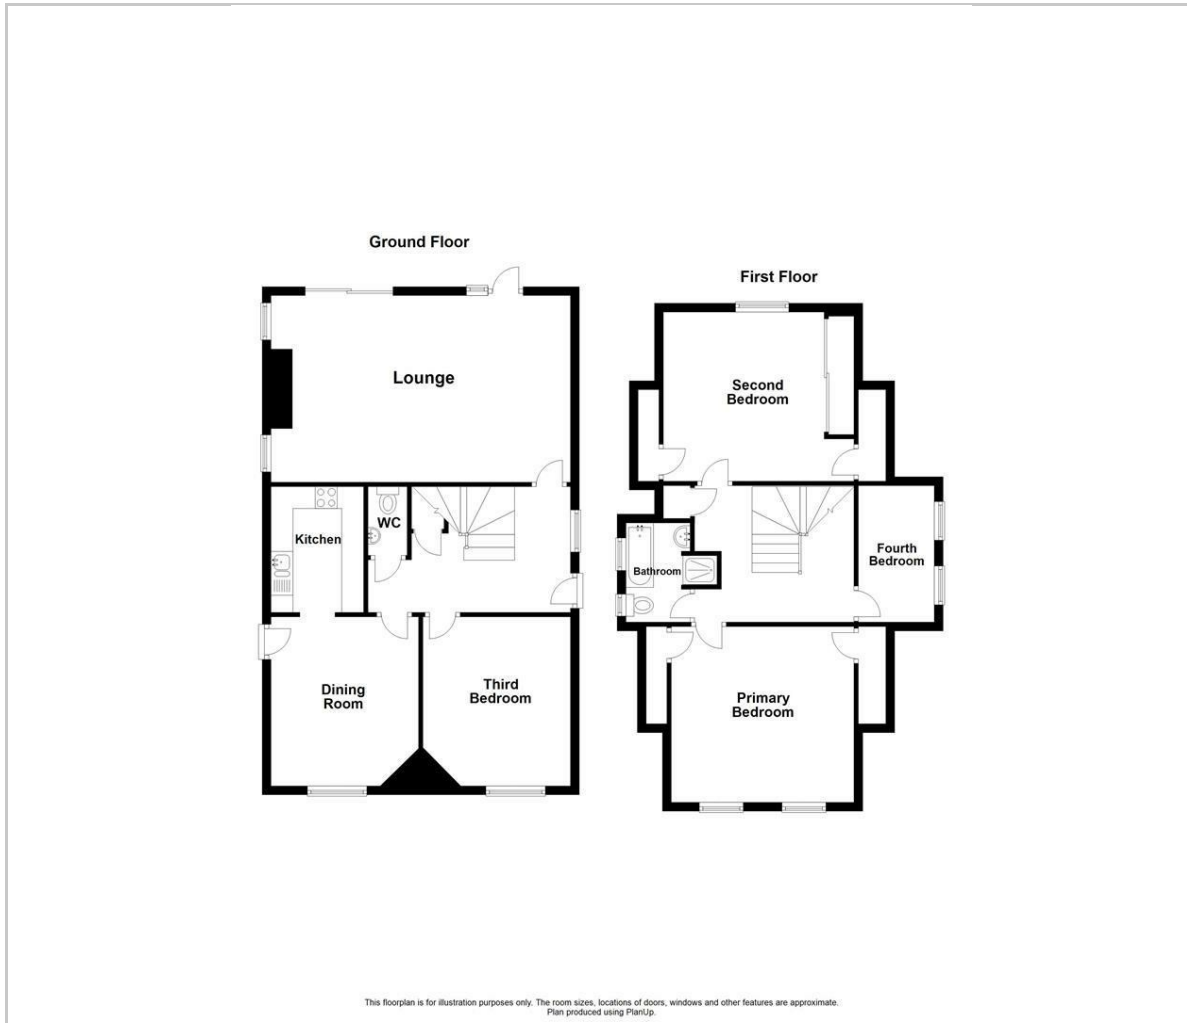 Ground Floor
Lounge
Kitchen
WC
Dining
Room
Third
Bedroom
First Floor
Second
Bedroom
Bathroom
Fourth
Bedroom
Primary
Bedroom
This floorplan is for illustration purposes only. The room sizes, locations of doors, windows and other features are approximate.
Plan produced using PlanUp.